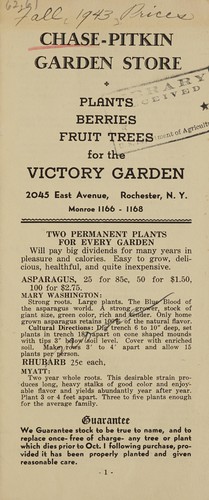 62.61
Fall, 1943, Prices
CHASE-PITKIN
GARDEN STORE
LIBRARY
RECEIVED
Department of Agricul
PLANTS
BERRIES
FRUIT TREES
for the
VICTORY GARDEN
2045 East Avenue, Rochester, N. Y.
Monroe 1166 - 1168
TWO PERMANENT PLANTS
FOR EVERY GARDEN
Will pay big dividends for many years in
pleasure and calories. Easy to grow, deli-
cious, healthful, and quite inexpensive.
ASPARAGUS, 25 for 85c, 50 for $1.50,
100 for $2.75.
MARY WASHINGTON:
Strong roots. Large plants. The Blue Blood of
the asparagus world. A strong grower, stock of
giant size, green color, rich and tender. Only home
grown asparagus retains 100% of the natural flavor.
Cultural Directions: Dig trench 6" to 10" deep, set
plants in trench 18" apart on cone shaped mounds with
tips 3" below soil level. Cover with enriched
soil. Make rows 3' to 4' apart and allow 15
plants per person.
RHUBARB 25c each,
MYATT:
Two year whole roots. This desirable strain pro-
duces long, heavy stalks of good color and enjoy-
able flavor and yields abundantly year after year.
Plant 3 or 4 feet apart. Three to five plants enough
for the average family.
Guarantee
We Guarantee stock to be true to name, and to
replace once- free of charge- any tree or plant
which dies prior to Oct. 1 following purchase, pro-
vided it has been properly planted and given
reasonable care.
- 1 -